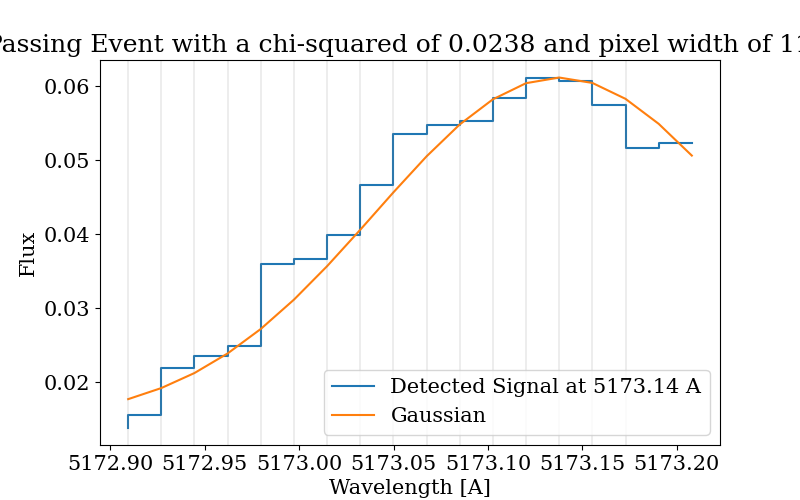 Passing Event with a chi-squared of 0.0238 and pixel width of 11
0.06
0.05
0.04
0.03
0.02
Flux
Detected Signal at 5173.14 A
Gaussian
5172.90 5172.95 5173.00 5173.05 5173.10 5173.15 5173.20
Wavelength [A]